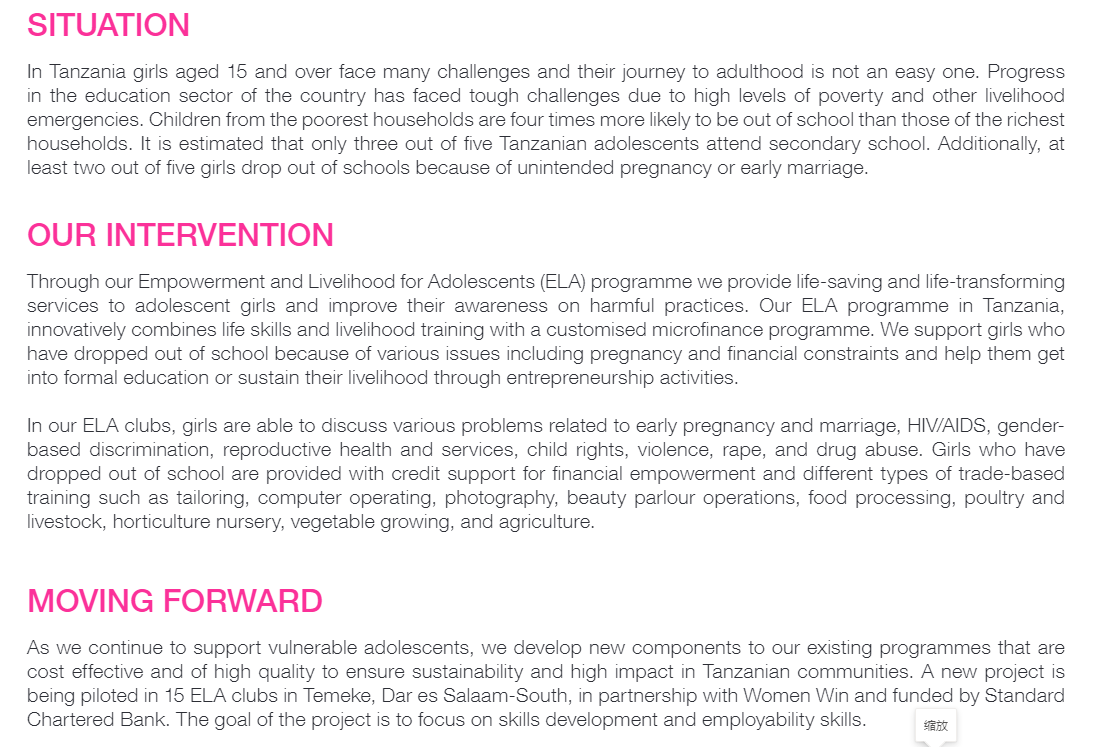 SITUATION
In Tanzania girls aged 15 and over face many challenges and their journey to adulthood is not an easy one. Progress
in the education sector of the country has faced tough challenges due to high levels of poverty and other livelihood
emergencies. Children from the poorest households are four times more likely to be out of school than those of the richest
households. It is estimated that only three out of five Tanzanian adolescents attend secondary school. Additionally, at
least two out of five girls drop out of schools because of unintended pregnancy or early marriage.
OUR INTERVENTION
Through our Empowerment and Livelihood for Adolescents (ELA) programme we provide life-saving and life-transforming
services to adolescent girls and improve their awareness on harmful practices. Our ELA programme in Tanzania,
innovatively combines life skills and livelihood training with a customised microfinance programme. We support girls who
have dropped out of school because of various issues including pregnancy and financial constraints and help them get
into formal education or sustain their livelihood through entrepreneurship activities.
In our ELA clubs, girls are able to discuss various problems related to early pregnancy and marriage, HIV/AIDS, gender-
based discrimination, reproductive health and services, child rights, violence, rape, and drug abuse. Girls who have
dropped out of school are provided with credit support for financial empowerment and different types of trade-based
training such as tailoring, computer operating, photography, beauty parlour operations, food processing, poultry and
livestock, horticulture nursery, vegetable growing, and agriculture.
MOVING FORWARD
As we continue to support vulnerable adolescents, we develop new components to our existing programmes that are
cost effective and of high quality to ensure sustainability and high impact in Tanzanian communities. A new project is
being piloted in 15 ELA clubs in Temeke, Dar es Salaam-South, in partnership with Women Win and funded by Standard
Chartered Bank. The goal of the project is to focus on skills development and employability skills.
缩放